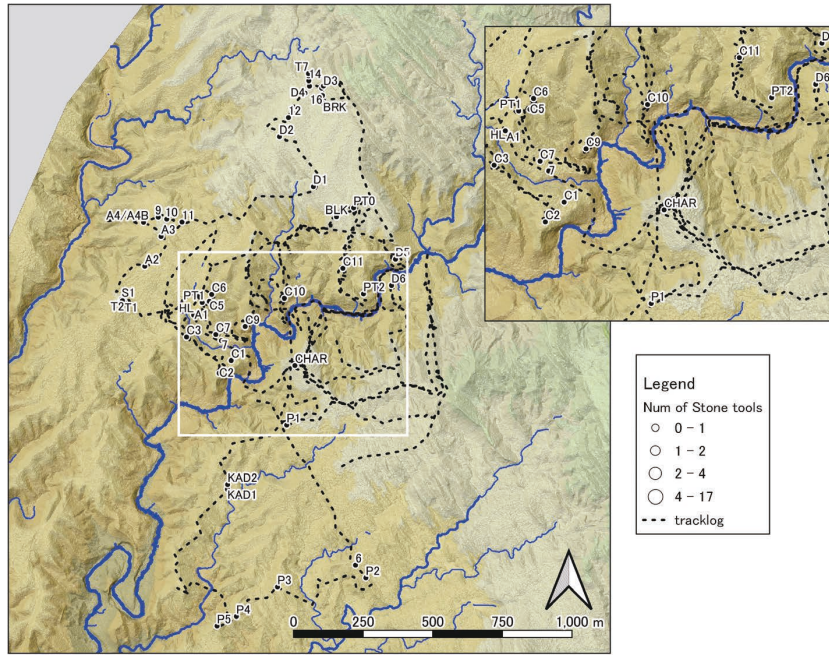 T7
14
D3
D4
16
BRK
12
D2
D1
BLK
PT0
A4/A4B
9
10
11
A3
A2
S1
T2
T1
C11
D5
D6
PT2
C6
PT1
C5
HL
A1
C10
C9
C7
7
C3
C1
C2
CHAR
P1
KAD2
KAD1
6
P2
P3
P4
P5
0
250
500
750
1,000 m
C11
D
D6
PT2
C6
PT1
C5
C10
HL
A1
C9
C3
C7
7
C1
C2
CHAR
P1
Legend
Num of Stone tools
0 - 1
1 - 2
2 - 4
4 - 17
tracklog